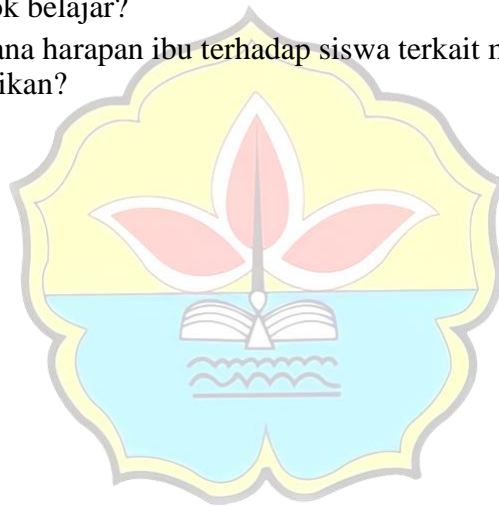 ok belajar?
ana harapan ibu terhadap siswa terkait n
ikan?